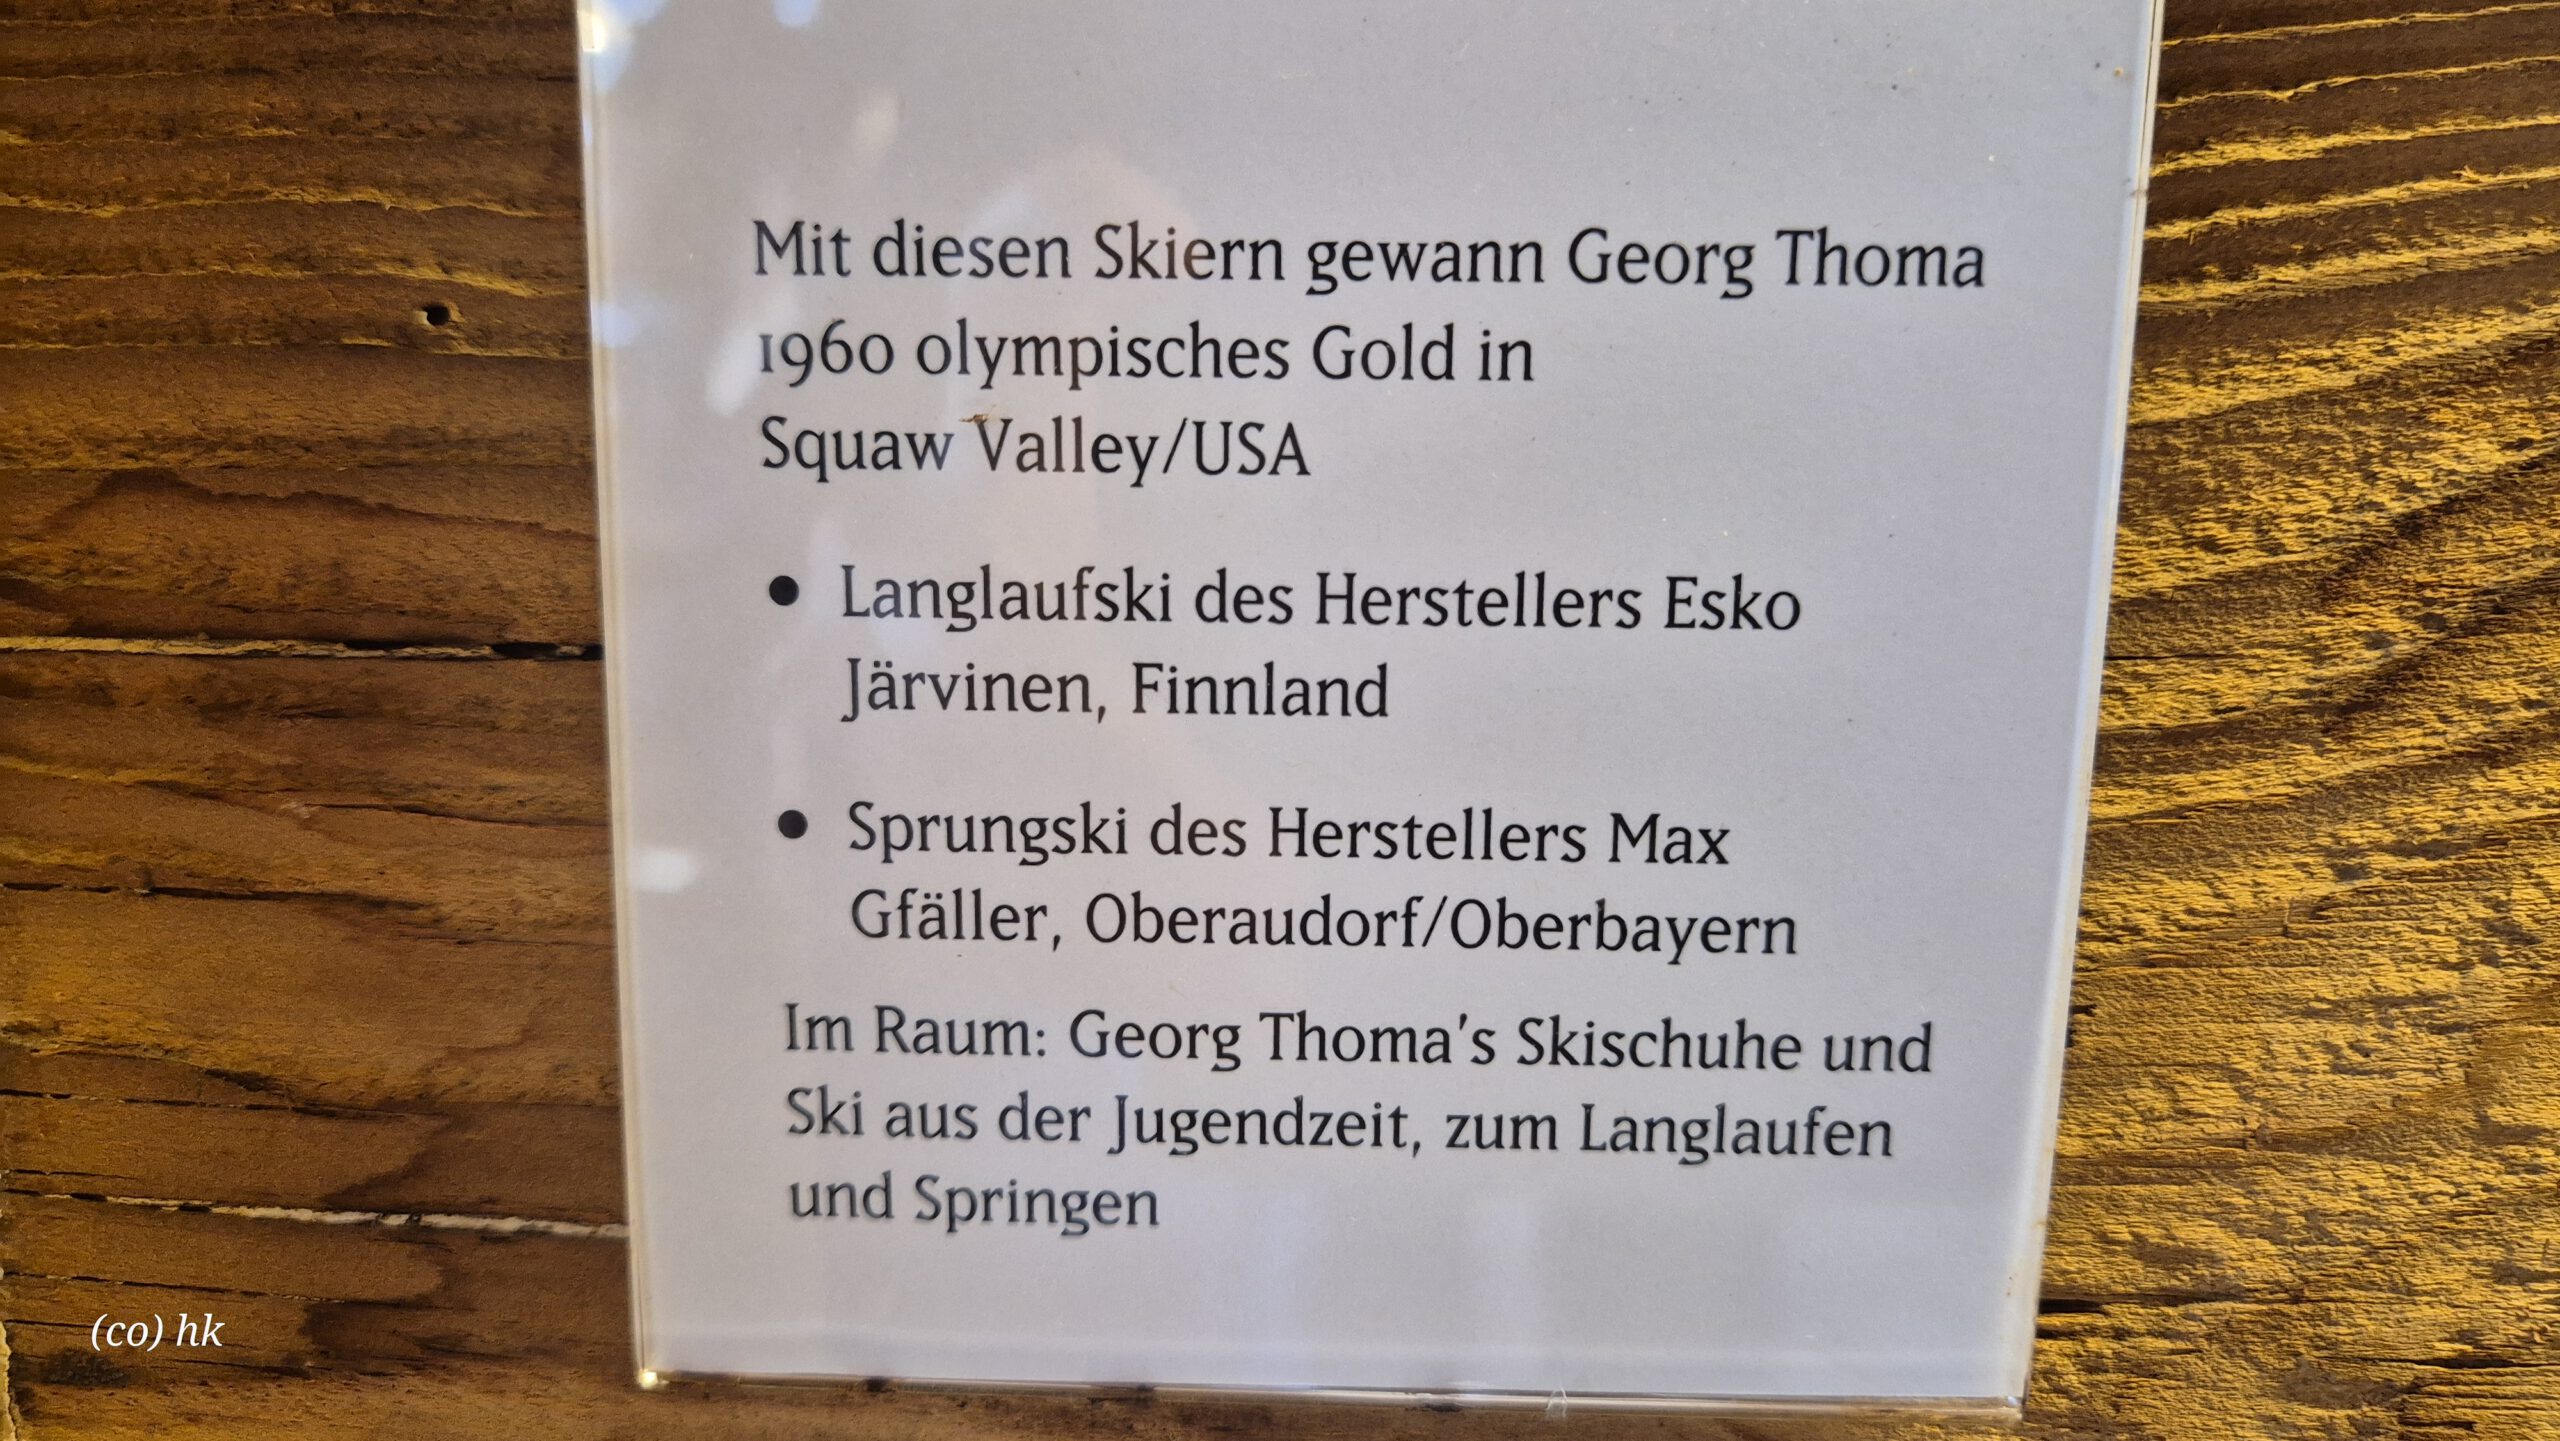 Mit diesen Skiern gewann Georg Thoma
1960 olympisches Gold in
Squaw Valley/USA
• Langlaufski des Herstellers Esko
Järvinen, Finnland
• Sprungski des Herstellers Max
Gfäller, Oberaudorf/Oberbayern
Im Raum: Georg Thoma's Skischuhe und
Ski aus der Jugendzeit, zum Langlaufen
und Springen
(co) hk